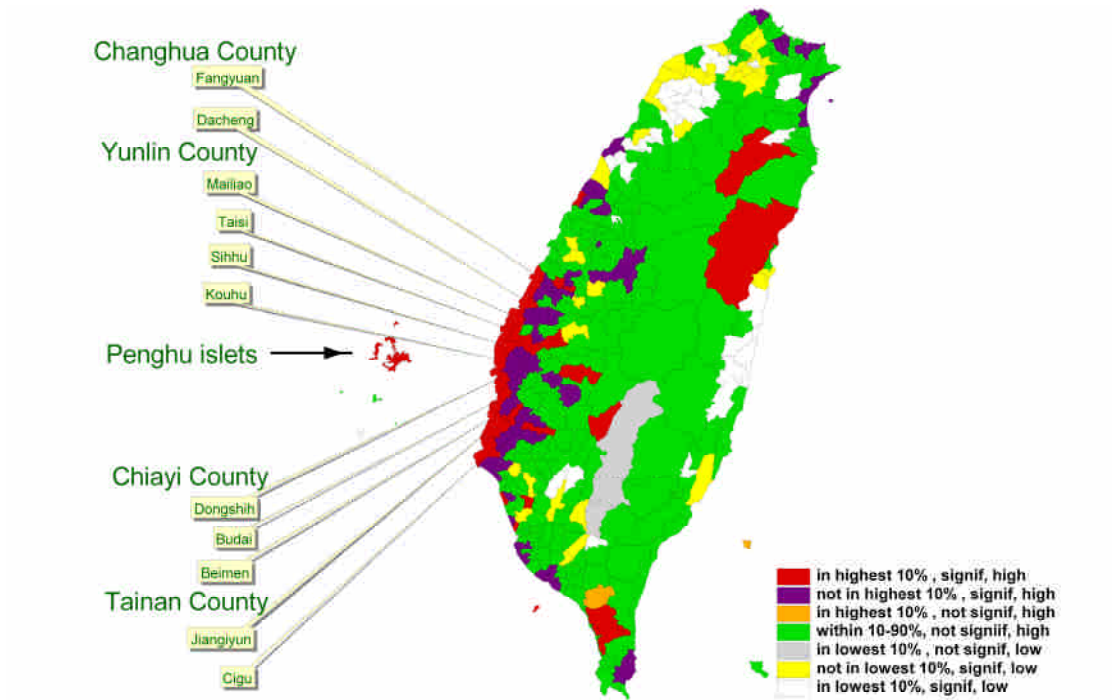 Changhua County
Fangyuan
Dacheng
Yunlin County
Mailiao
Taisi
Sihhu
Kouhu
Penghu islets
Chiayi County
Dongshih
Budai
Beimen
Tainan County
Jiangiyun
Cigu
in highest 10% , signif, high
not in highest 10% , signif, high
in highest 10% , not signif, high
within 10-90%, not signiif, high
in lowest 10% , not signif, low
not in lowest 10%, signif, low
in lowest 10%, signif, low